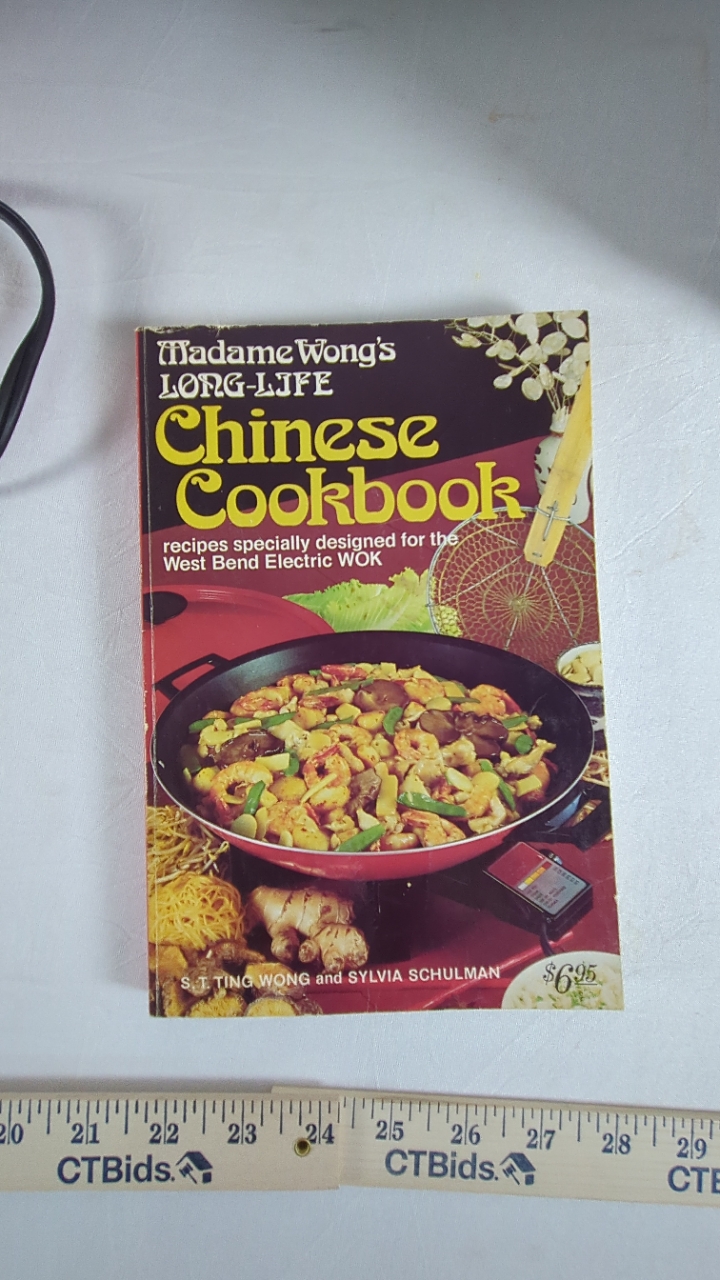 Madame Wong's
LONG-LIFE
Chinese
Cookbook
recipes specially designed for the
West Bend Electric WOK
S. T. TING WONG and SYLVIA SCHULMAN
$6.95
20 21 22 23 24 25 26 27 28 29
CTBids. CTBids. CTB